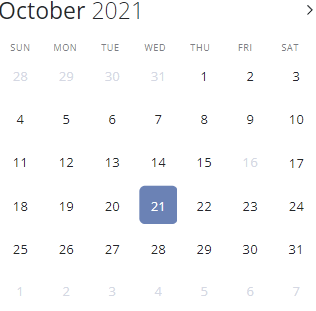 October 2021
SUN MON TUE WED THU FRI SAT
28 29 30 31 1 2 3
4 5 6 7 8 9 10
11 12 13 14 15 16 17
18 19 20 21 22 23 24
25 26 27 28 29 30 31
1 2 3 4 5 6 7